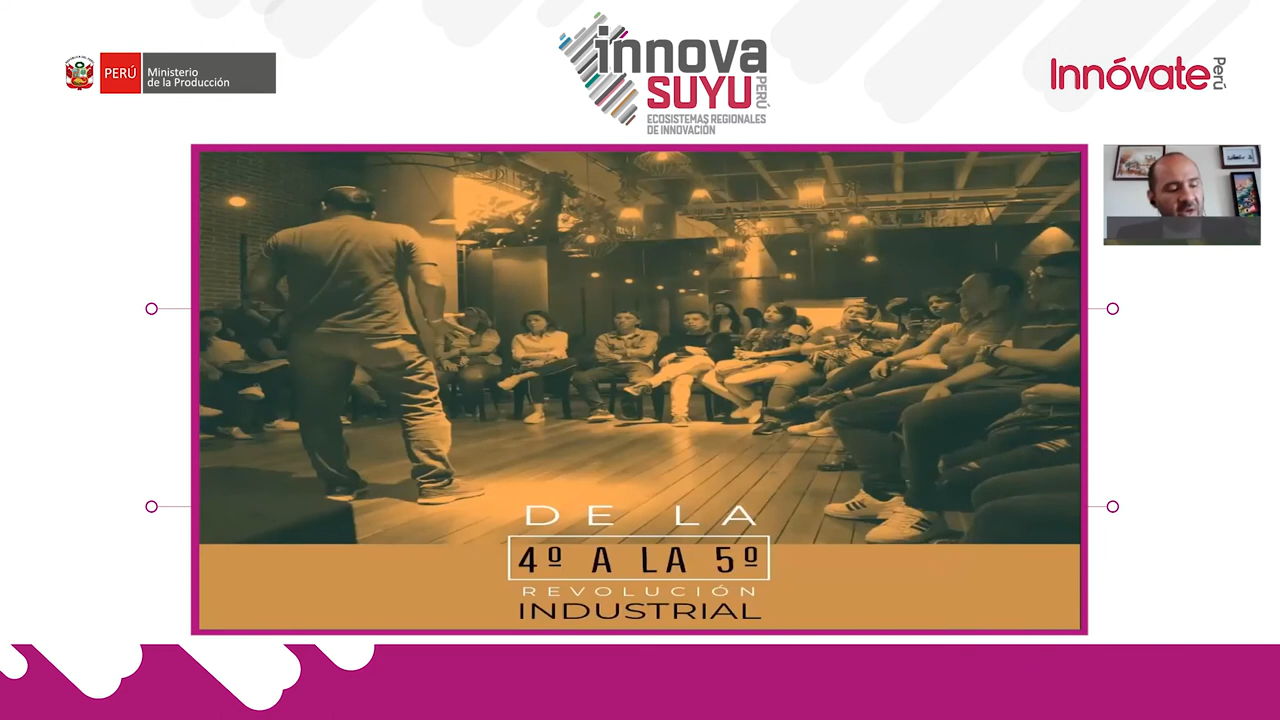 PERÚ
Ministerio
de la Producción
innova
SUYU
PERÚ
ECOSISTEMAS REGIONALES
DE INNOVACIÓN
Innóvate
Perú
DE LA
4º A LA 5º
REVOLUCIÓN
INDUSTRIAL